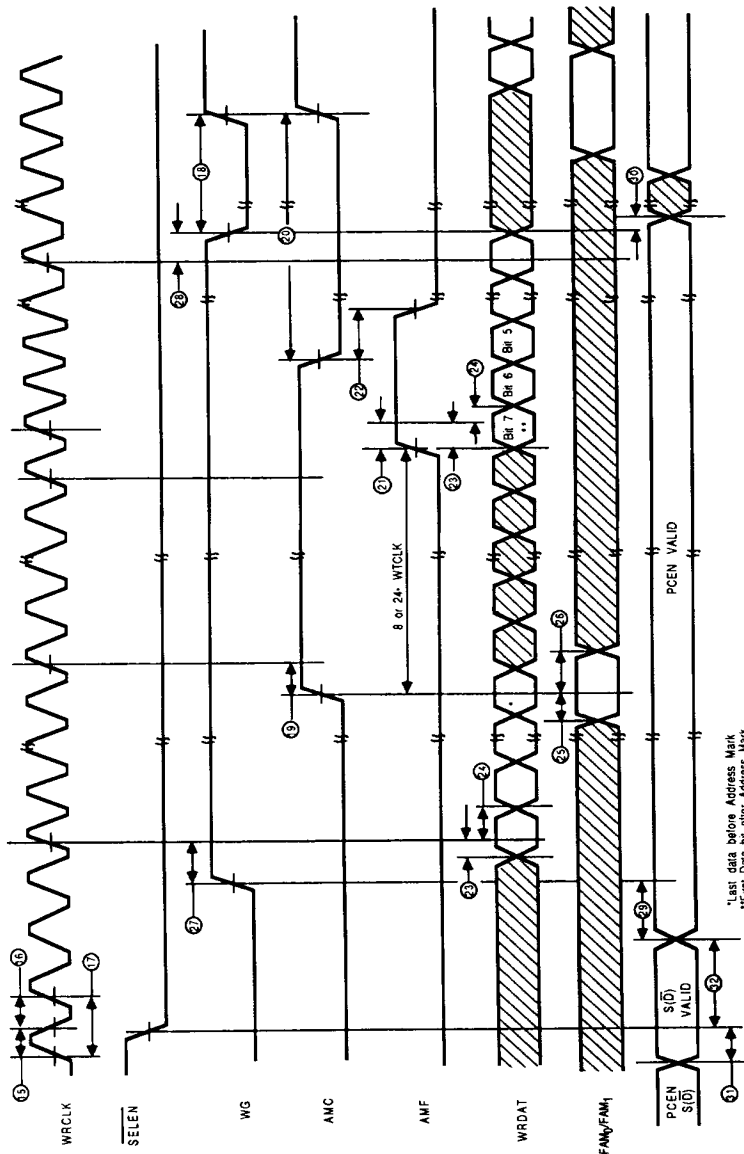 WRCLK
15
16
17
SELEN
WG
27
28
18
AMC
19
20
AMF
8 or 24* WTCLK
21
22
23
WRDAT
23
24
*
Bit 7
**
Bit 6
Bit 5
24
FAM0/FAM1
25
26
PCEN
S(D)
S(D)
VALID
PCEN VALID
29
30
31
32
*Last data before Address Mark